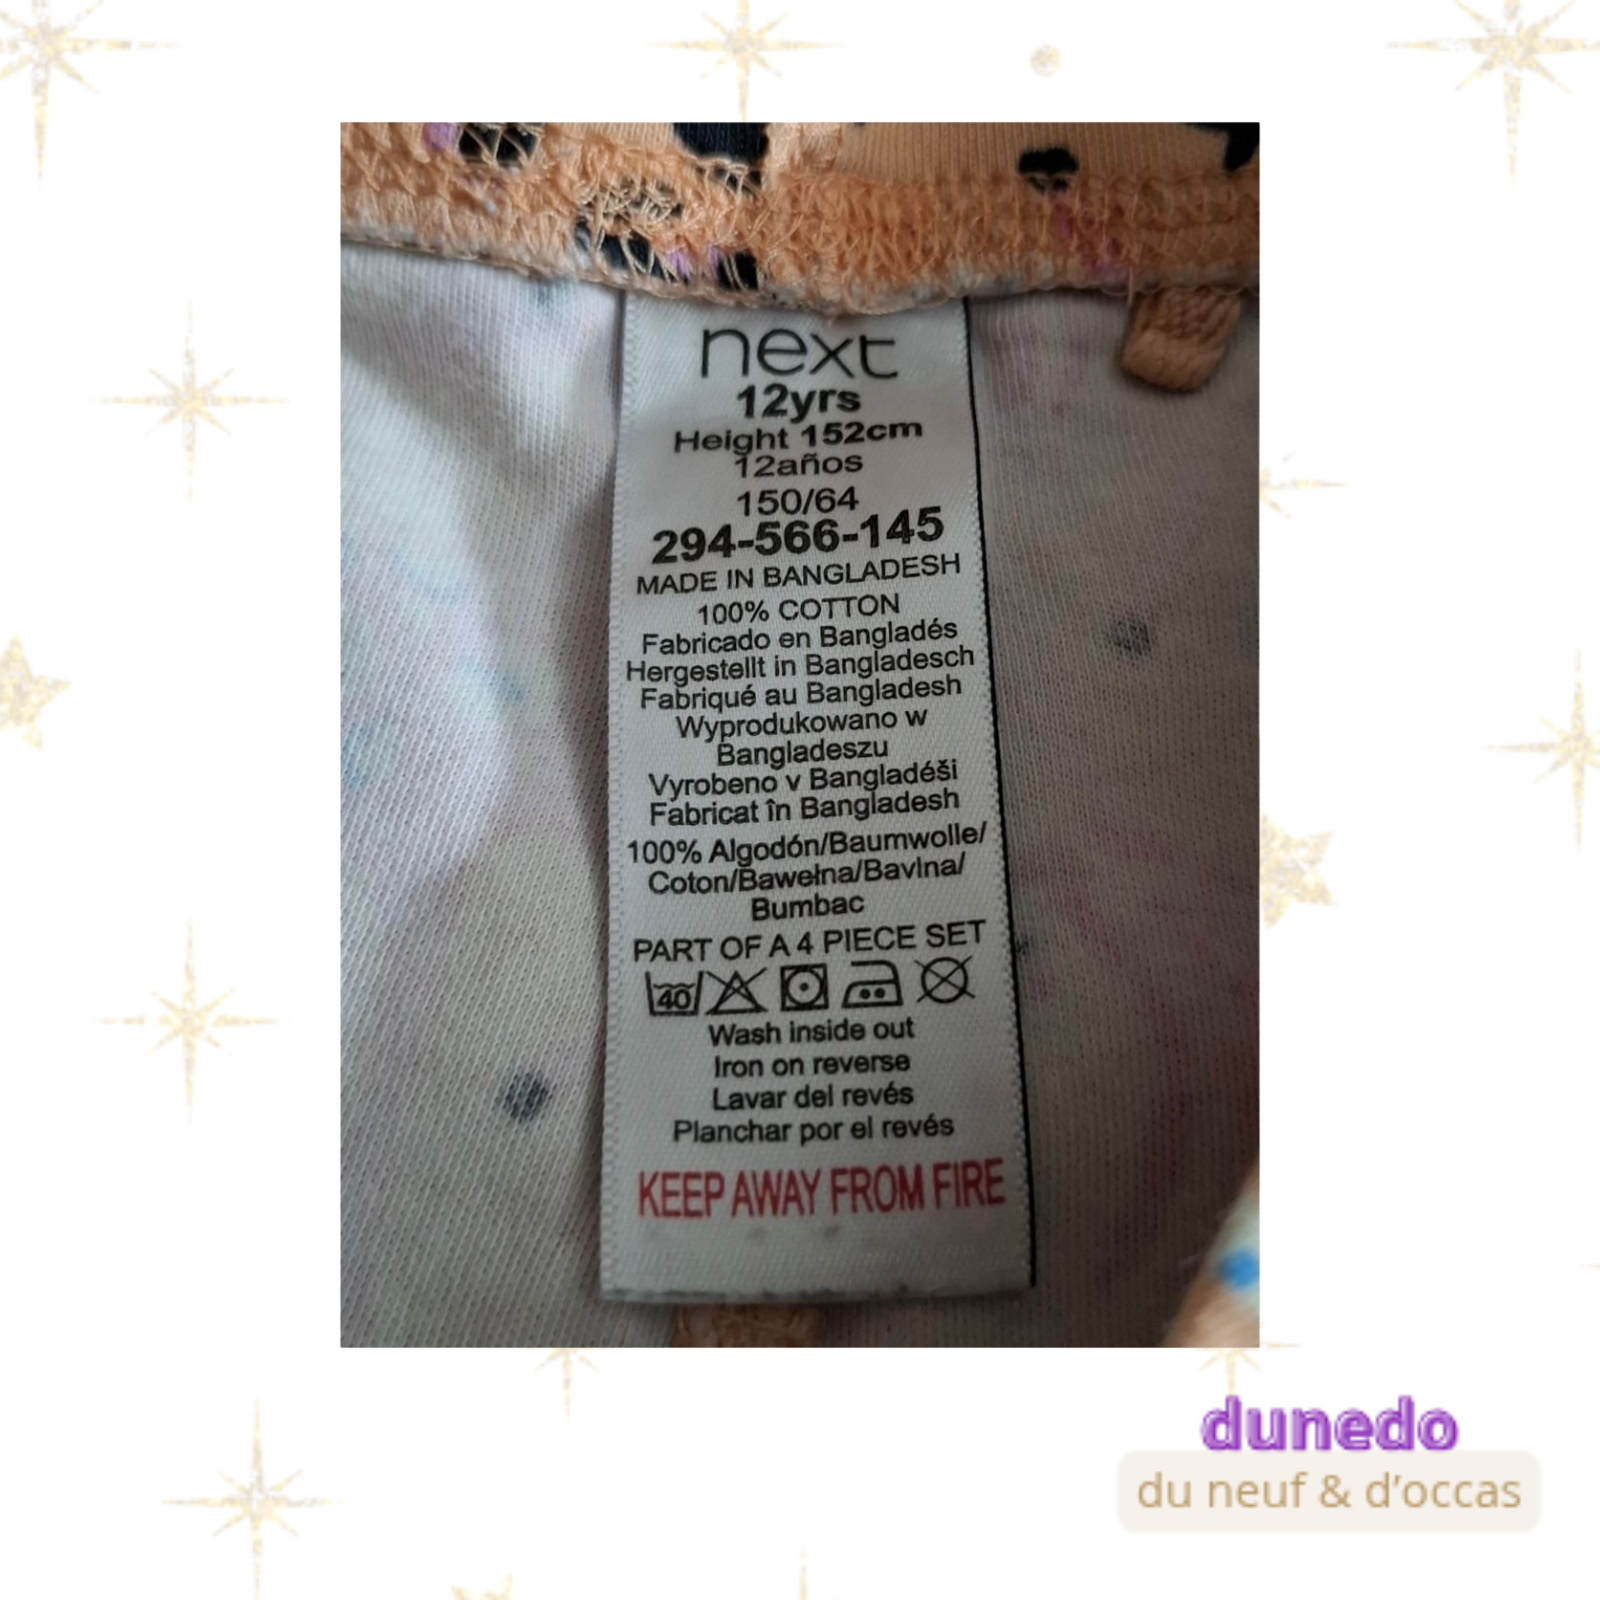 next
12yrs
Height 152cm
12años
150/64
294-566-145
MADE IN BANGLADESH
100% COTTON
Fabricado en Bangladés
Hergestellt in Bangladesch
Fabriqué au Bangladesh
Wyprodukowano w
Bangladeszu
Vyrobeno v Bangladéši
Fabricat în Bangladesh
100% Algodón/Baumwolle/
Coton/Bawełna/Bavlna/
Bumbac
PART OF A 4 PIECE SET
40
Wash inside out
Iron on reverse
Lavar del revés
Planchar por el revés
KEEP AWAY FROM FIRE
dunedo
du neuf & d'occas